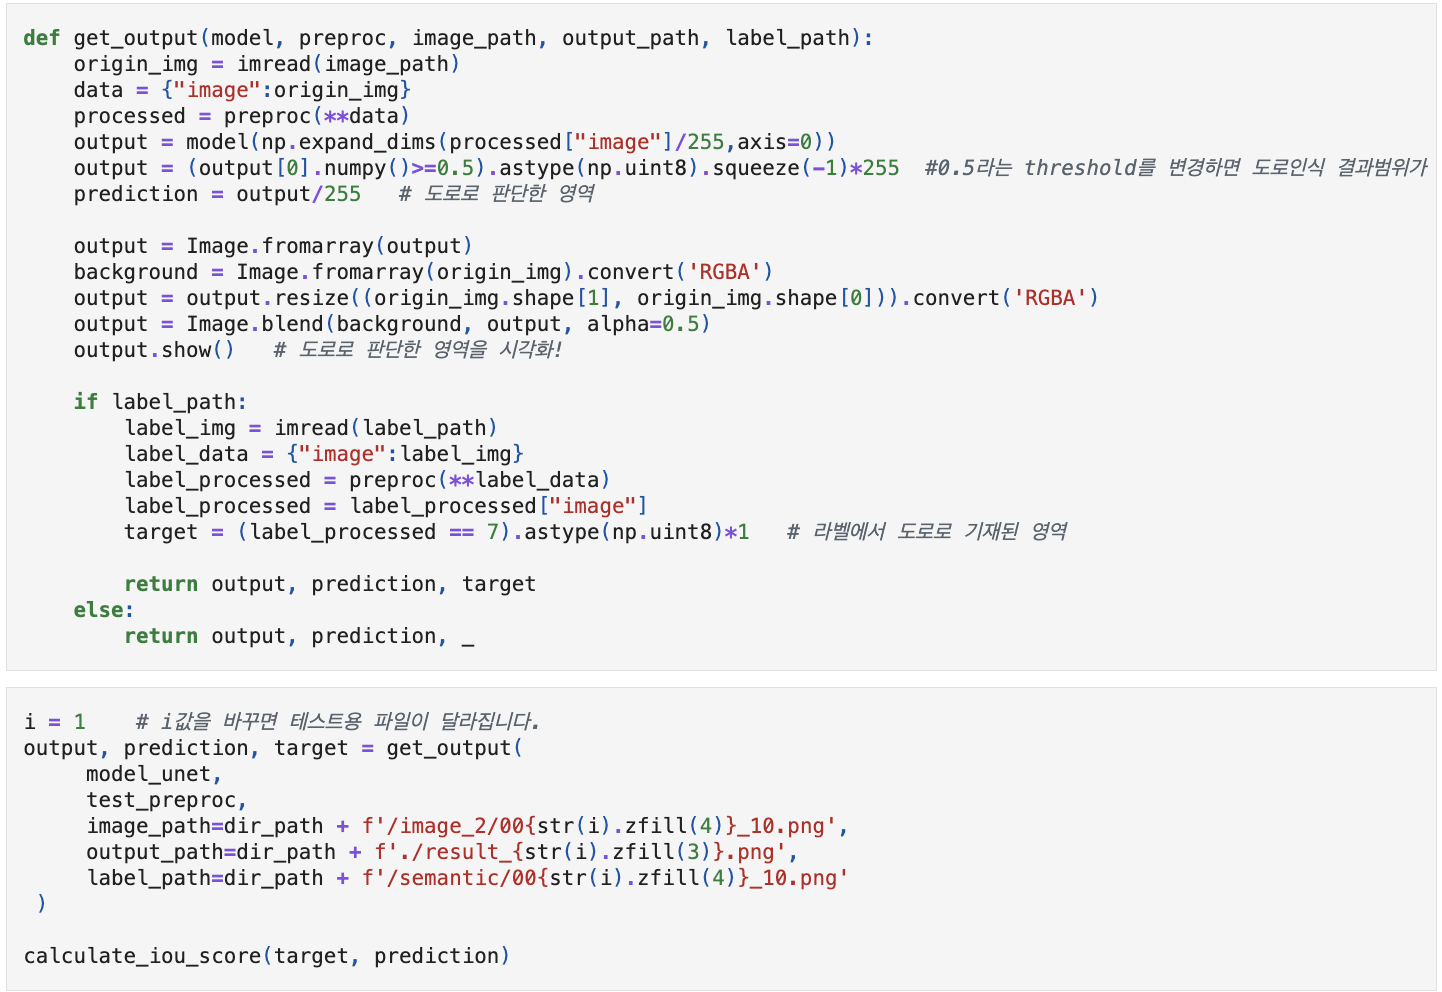 def get_output(model, preproc, image_path, output_path, label_path):
    origin_img = imread(image_path)
    data = {"image":origin_img}
    processed = preproc(**data)
    output = model(np.expand_dims(processed["image"]/255,axis=0))
    output = (output[0].numpy()>=0.5).astype(np.uint8).squeeze(-1)*255  #0.5라는 threshold를 변경하면 도로인식 결과범위가
    prediction = output/255   # 도로로 판단한 영역

    output = Image.fromarray(output)
    background = Image.fromarray(origin_img).convert('RGBA')
    output = output.resize((origin_img.shape[1], origin_img.shape[0])).convert('RGBA')
    output = Image.blend(background, output, alpha=0.5)
    output.show()   # 도로로 판단한 영역을 시각화!

    if label_path:
        label_img = imread(label_path)
        label_data = {"image":label_img}
        label_processed = preproc(**label_data)
        label_processed = label_processed["image"]
        target = (label_processed == 7).astype(np.uint8)*1   # 라벨에서 도로로 기재된 영역

        return output, prediction, target
    else:
        return output, prediction, _

i = 1    # i값을 바꾸면 테스트용 파일이 달라집니다.
output, prediction, target = get_output(
     model_unet,
     test_preproc,
     image_path=dir_path + f'/image_2/00{str(i).zfill(4)}_10.png',
     output_path=dir_path + f'./result_{str(i).zfill(3)}.png',
     label_path=dir_path + f'/semantic/00{str(i).zfill(4)}_10.png'
 )

calculate_iou_score(target, prediction)